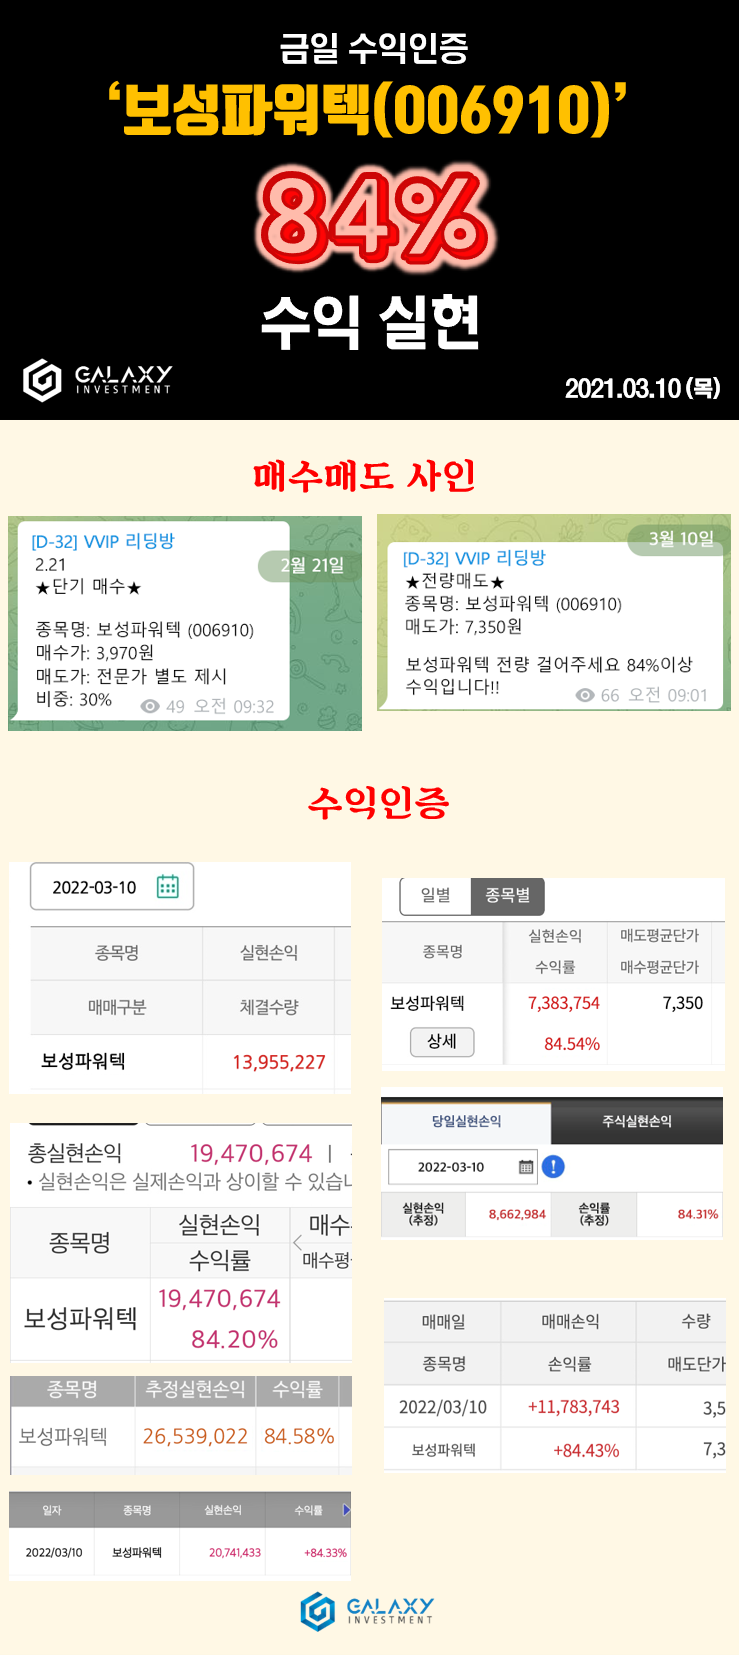 금일 수익인증
‘보성파워텍(006910)’
84%
수익 실현
GALAXY
INVESTMENT
2021.03.10 (목)
매수매도 사인
[D-32] VVIP 리딩방
2.21
2월 21일
★단기 매수★
종목명: 보성파워텍 (006910)
매수가: 3,970원
매도가: 전문가 별도 제시
비중: 30%
49 오전 09:32
3월 10일
[D-32] VVIP 리딩방
★전량매도★
종목명: 보성파워텍 (006910)
매도가: 7,350원
보성파워텍 전량 걸어주세요 84%이상
수익입니다!!
66 오전 09:01
수익인증
2022-03-10
종목명 실현손익
매매구분 체결수량
보성파워텍 13,955,227
일별 종목별
종목명
실현손익 매도평균단가
수익률 매수평균단가
보성파워텍 7,383,754 7,350
상세 84.54%
총실현손익 19,470,674 |
• 실현손익은 실제손익과 상이할 수 있습니
종목명
실현손익 매수
수익률 매수평
보성파워텍
19,470,674
84.20%
당일실현손익 주식실현손익
2022-03-10
실현손익
(추정)
8,662,984
손익률
(추정)
84.31%
매매일 매매손익 수량
종목명 손익률 매도단가
2022/03/10 +11,783,743 3,5
보성파워텍 +84.43% 7,3
종목명 추정실현손익 수익률
보성파워텍 26,539,022 84.58%
일자 종목명 실현손익 수익률
2022/03/10 보성파워텍 20,741,433 +84.33%
GALAXY
INVESTMENT